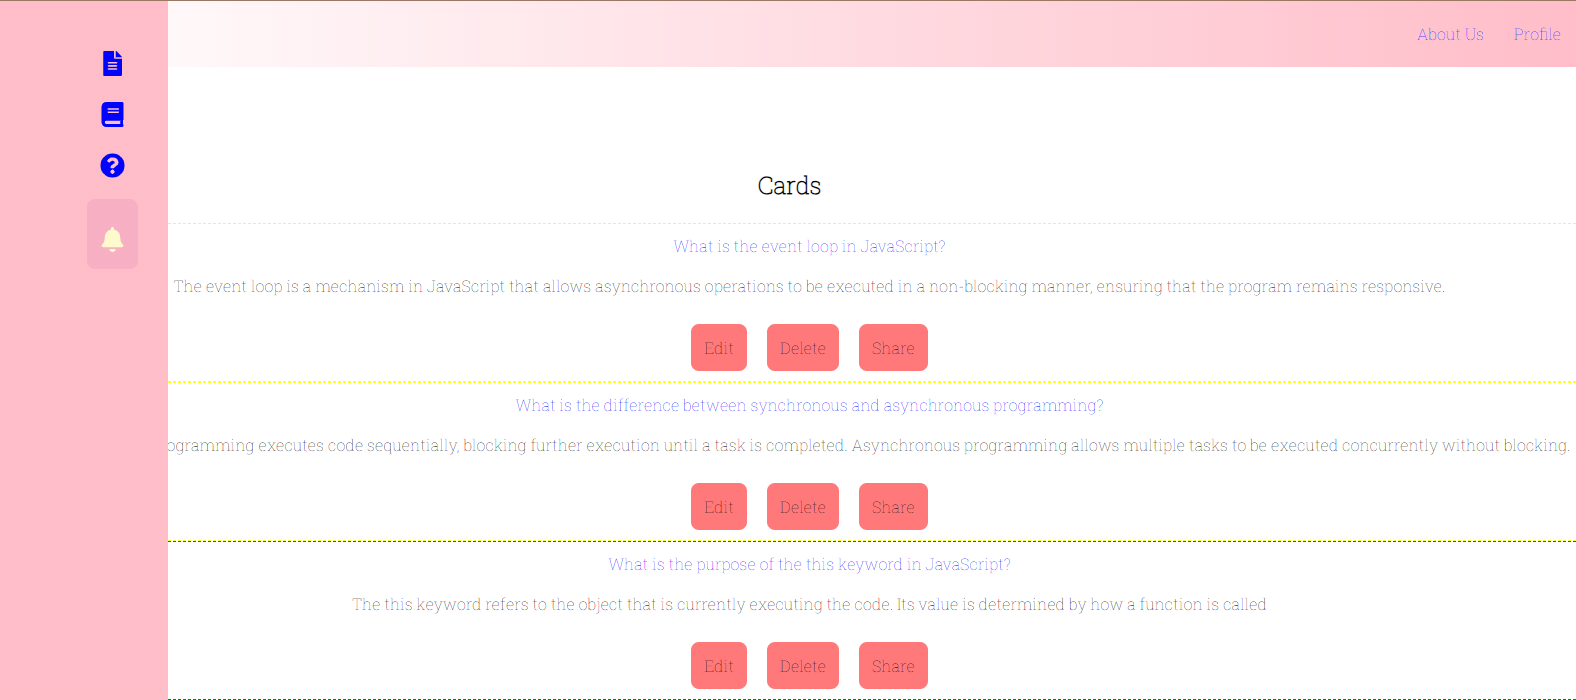 About Us Profile
Cards
What is the event loop in JavaScript?
The event loop is a mechanism in JavaScript that allows asynchronous operations to be executed in a non-blocking manner, ensuring that the program remains responsive.
Edit Delete Share
What is the difference between synchronous and asynchronous programming?
ogramming executes code sequentially, blocking further execution until a task is completed. Asynchronous programming allows multiple tasks to be executed concurrently without blocking.
Edit Delete Share
What is the purpose of the this keyword in JavaScript?
The this keyword refers to the object that is currently executing the code. Its value is determined by how a function is called
Edit Delete Share